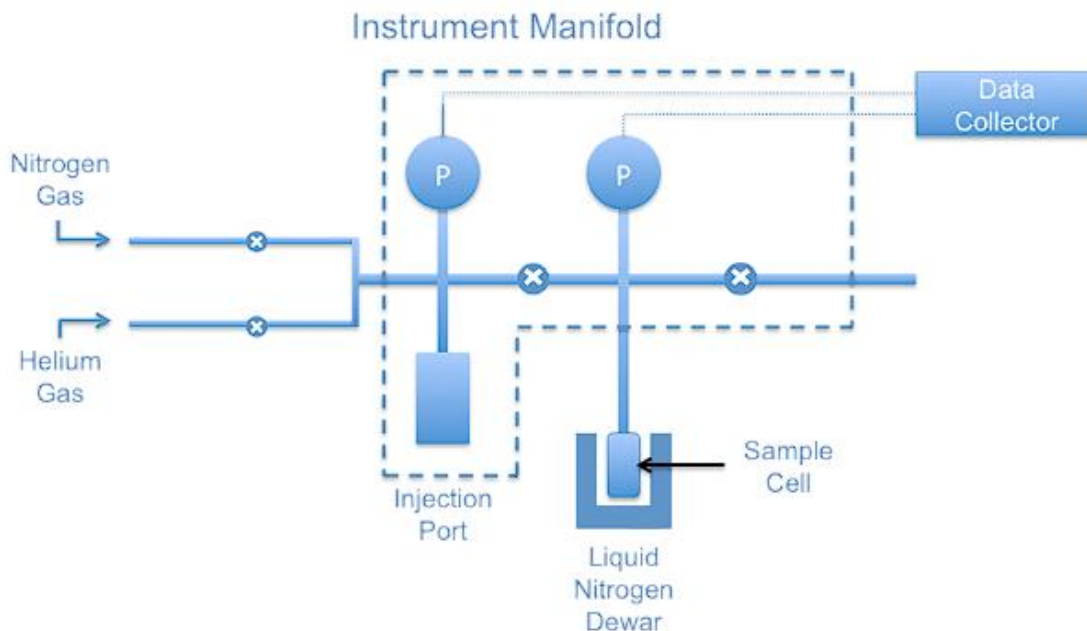 Instrument Manifold
Data
Collector
P
P
Nitrogen
Gas
Helium
Gas
Sample
Cell
Injection
Port
Liquid
Nitrogen
Dewar